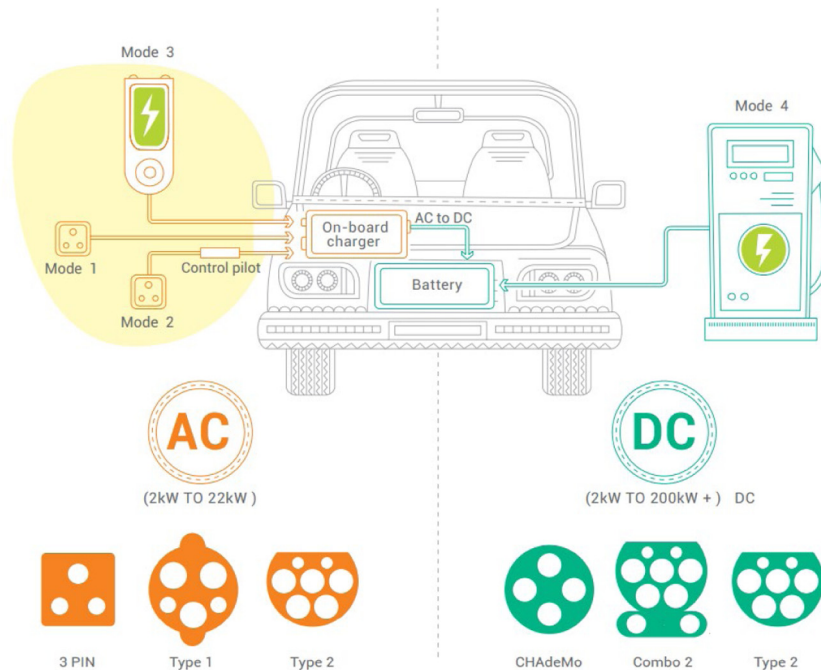 Mode 3
Mode 4
On-board
charger
AC to DC
Mode 1
Control pilot
Battery
Mode 2
AC
DC
(2kW TO 22kW )
(2kW TO 200kW + ) DC
3 PIN
Type 1
Type 2
CHAdeMo
Combo 2
Type 2